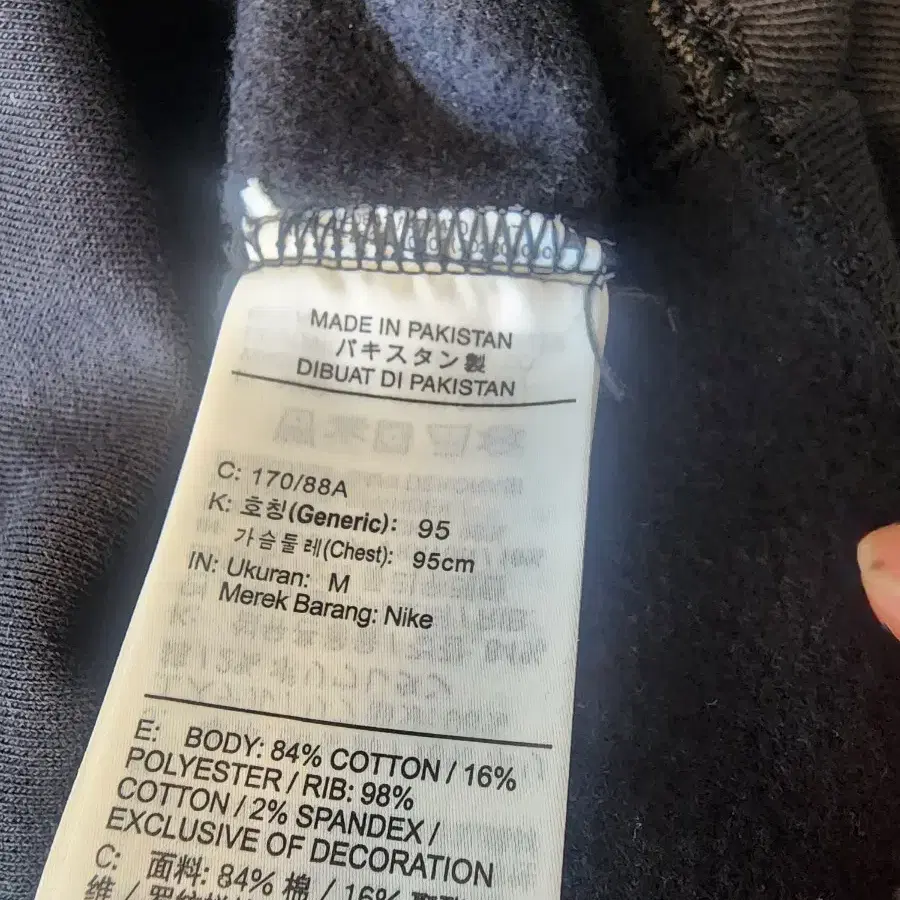 MADE IN PAKISTAN
パキスタン製
DIBUAT DI PAKISTAN
C: 170/88A
K: 호칭(Generic): 95
가슴둘레(Chest): 95cm
IN: Ukuran: M
Merek Barang: Nike
E: BODY: 84% COTTON / 16%
POLYESTER / RIB: 98%
COTTON / 2% SPANDEX /
EXCLUSIVE OF DECORATION
C: 面料: 84% 棉 / 16%
维